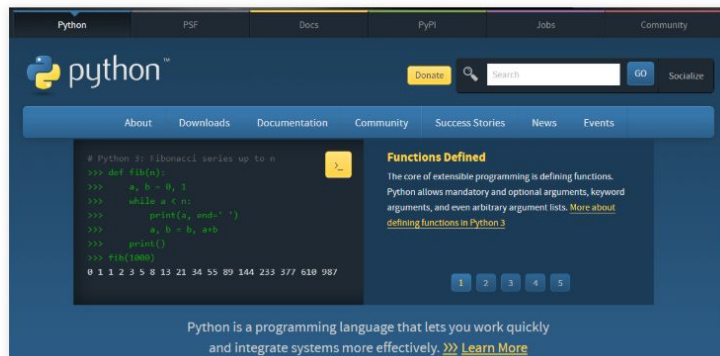 Python PSF Docs PyPI Jobs Community
python™ Donate Search GO Socialize
About Downloads Documentation Community Success Stories News Events
# Python 3: Fibonacci series up to n
>>> def fib(n):
>>>     a, b = 0, 1
>>>     while a < n:
>>>         print(a, end=' ')
>>>         a, b = b, a+b
>>>     print()
>>> fib(1000)
0 1 1 2 3 5 8 13 21 34 55 89 144 233 377 610 987
>_
Functions Defined
The core of extensible programming is defining functions.
Python allows mandatory and optional arguments, keyword
arguments, and even arbitrary argument lists. More about
defining functions in Python 3
1 2 3 4 5
Python is a programming language that lets you work quickly
and integrate systems more effectively. >>> Learn More